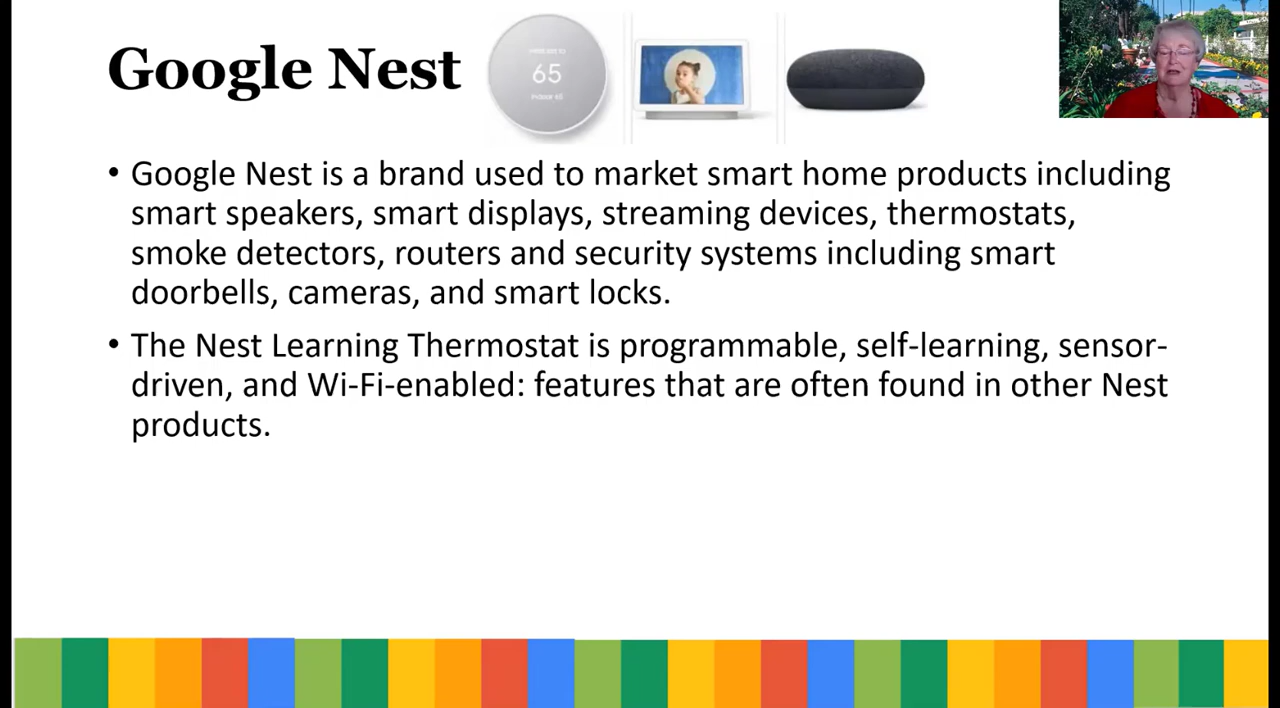 Google Nest
65
• Google Nest is a brand used to market smart home products including
smart speakers, smart displays, streaming devices, thermostats,
smoke detectors, routers and security systems including smart
doorbells, cameras, and smart locks.
• The Nest Learning Thermostat is programmable, self-learning, sensor-
driven, and Wi-Fi-enabled: features that are often found in other Nest
products.